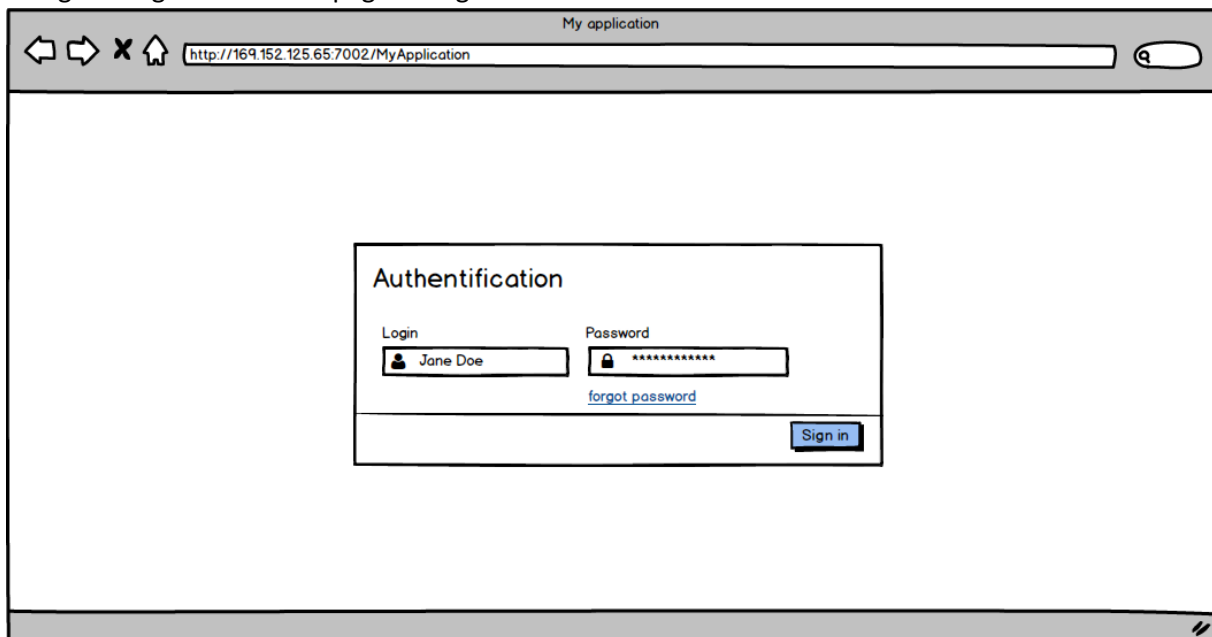 My application
http://169.152.125.65:7002/MyApplication
Authentification
Login Password
Jane Doe ************
forgot password
Sign in